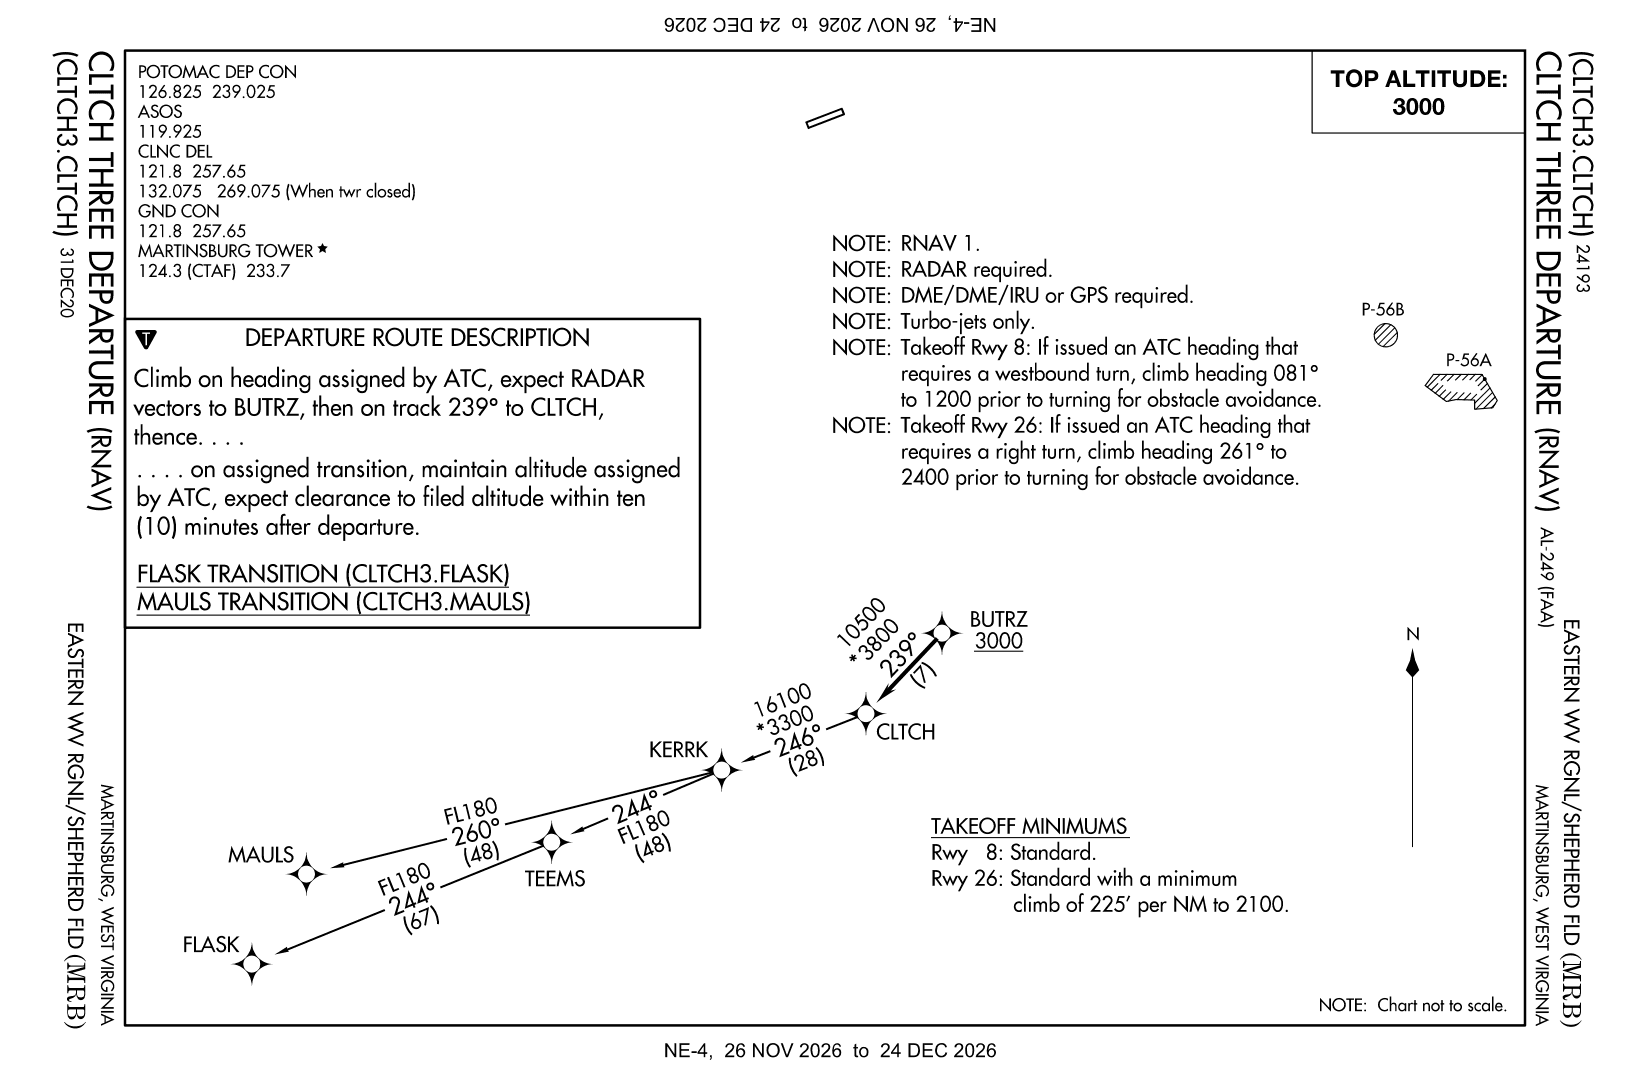 NE-4, 26 NOV 2026 to 24 DEC 2026
(CLTCH3.CLTCH) 31DEC20
CLTCH THREE DEPARTURE (RNAV)
EASTERN WV RGNL/SHEPHERD FLD (MRB)
MARTINSBURG, WEST VIRGINIA
POTOMAC DEP CON
126.825 239.025
ASOS
119.925
CLNC DEL
121.8 257.65
132.075 269.075 (When twr closed)
GND CON
121.8 257.65
MARTINSBURG TOWER ★
124.3 (CTAF) 233.7
TOP ALTITUDE:
3000
T
DEPARTURE ROUTE DESCRIPTION
Climb on heading assigned by ATC, expect RADAR
vectors to BUTRZ, then on track 239° to CLTCH,
thence. . . .
. . . . on assigned transition, maintain altitude assigned
by ATC, expect clearance to filed altitude within ten
(10) minutes after departure.
FLASK TRANSITION (CLTCH3.FLASK)
MAULS TRANSITION (CLTCH3.MAULS)
NOTE: RNAV 1.
NOTE: RADAR required.
NOTE: DME/DME/IRU or GPS required.
NOTE: Turbo-jets only.
NOTE: Takeoff Rwy 8: If issued an ATC heading that
requires a westbound turn, climb heading 081°
to 1200 prior to turning for obstacle avoidance.
NOTE: Takeoff Rwy 26: If issued an ATC heading that
requires a right turn, climb heading 261° to
2400 prior to turning for obstacle avoidance.
P-56B
P-56A
BUTRZ
3000
10500
*3800
239°
(7)
CLTCH
16100
*3300
246°
(28)
KERRK
FL180
260°
(48)
244°
FL180
(48)
MAULS
TEEMS
FL180
244°
(67)
FLASK
N
TAKEOFF MINIMUMS
Rwy 8: Standard.
Rwy 26: Standard with a minimum
climb of 225' per NM to 2100.
NOTE: Chart not to scale.
(CLTCH3.CLTCH) 24193
CLTCH THREE DEPARTURE (RNAV) AL-249 (FAA)
EASTERN WV RGNL/SHEPHERD FLD (MRB)
MARTINSBURG, WEST VIRGINIA
NE-4, 26 NOV 2026 to 24 DEC 2026